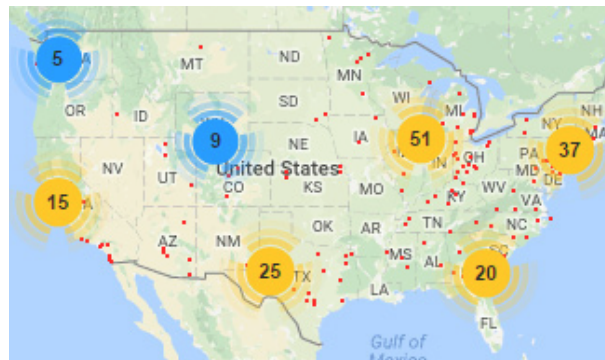 5
MT
ND
MN
OR
ID
SD
WI
MI
NH
NY
MA
9
51
37
NE
IA
IN
OH
PA
MD
DE
United States
NV
UT
CO
KS
MO
WV
KY
VA
15
AZ
NM
OK
AR
TN
NC
25
TX
MS
AL
SC
20
LA
FL
Gulf of
Mexico